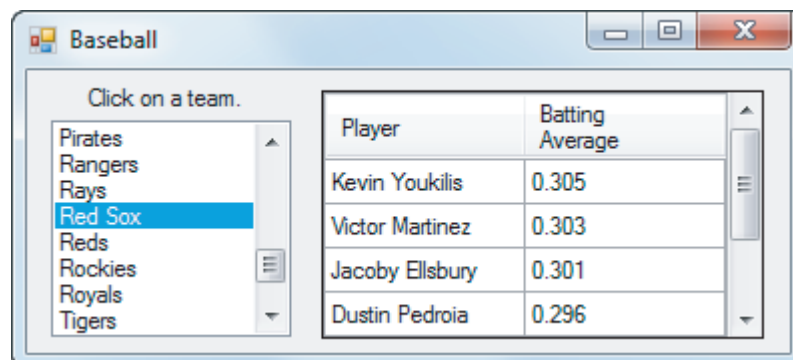 Baseball
Click on a team.
Pirates
Rangers
Rays
Red Sox
Reds
Rockies
Royals
Tigers
Player Batting
Average
Kevin Youkilis 0.305
Victor Martinez 0.303
Jacoby Ellsbury 0.301
Dustin Pedroia 0.296